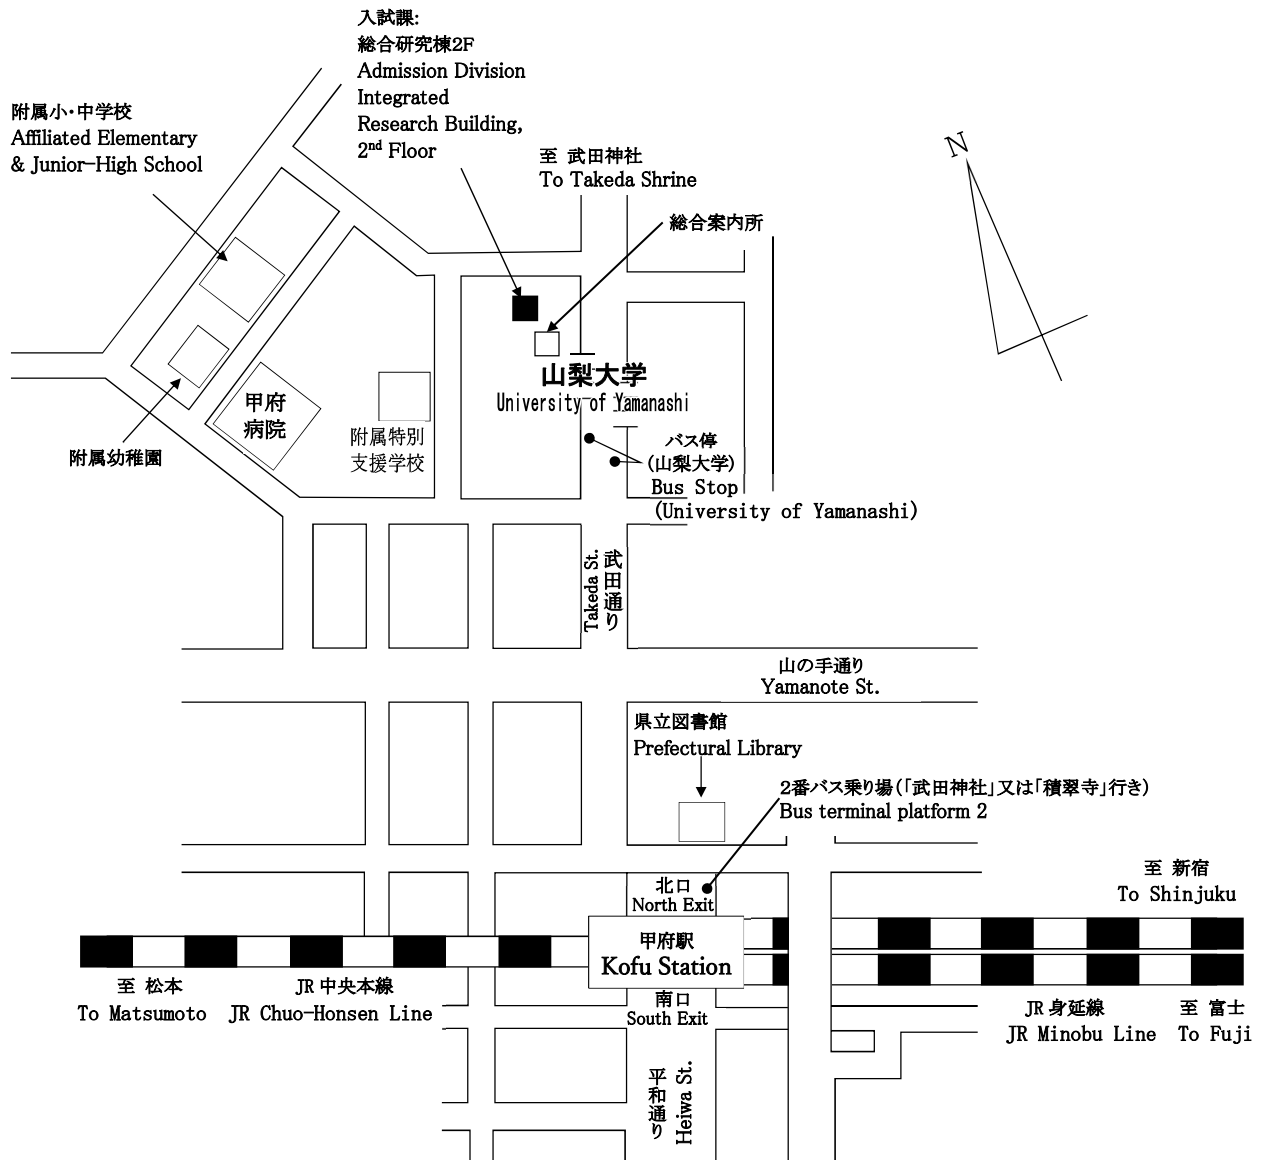 入試課:
総合研究棟2F
Admission Division
Integrated
Research Building,
2nd Floor
附属小・中学校
Affiliated Elementary
& Junior-High School
至 武田神社
To Takeda Shrine
N
総合案内所
山梨大学
University of Yamanashi
甲府
病院
附属特別
支援学校
附属幼稚園
バス停
(山梨大学)
Bus Stop
(University of Yamanashi)
武田通り
Takeda St.
山の手通り
Yamanote St.
県立図書館
Prefectural Library
2番バス乗り場(「武田神社」又は「積翠寺」行き)
Bus terminal platform 2
至 新宿
To Shinjuku
北口
North Exit
甲府駅
Kofu Station
南口
South Exit
至 松本
To Matsumoto
JR 中央本線
JR Chuo-Honsen Line
JR 身延線
JR Minobu Line
至 富士
To Fuji
平和通り
Heiwa St.